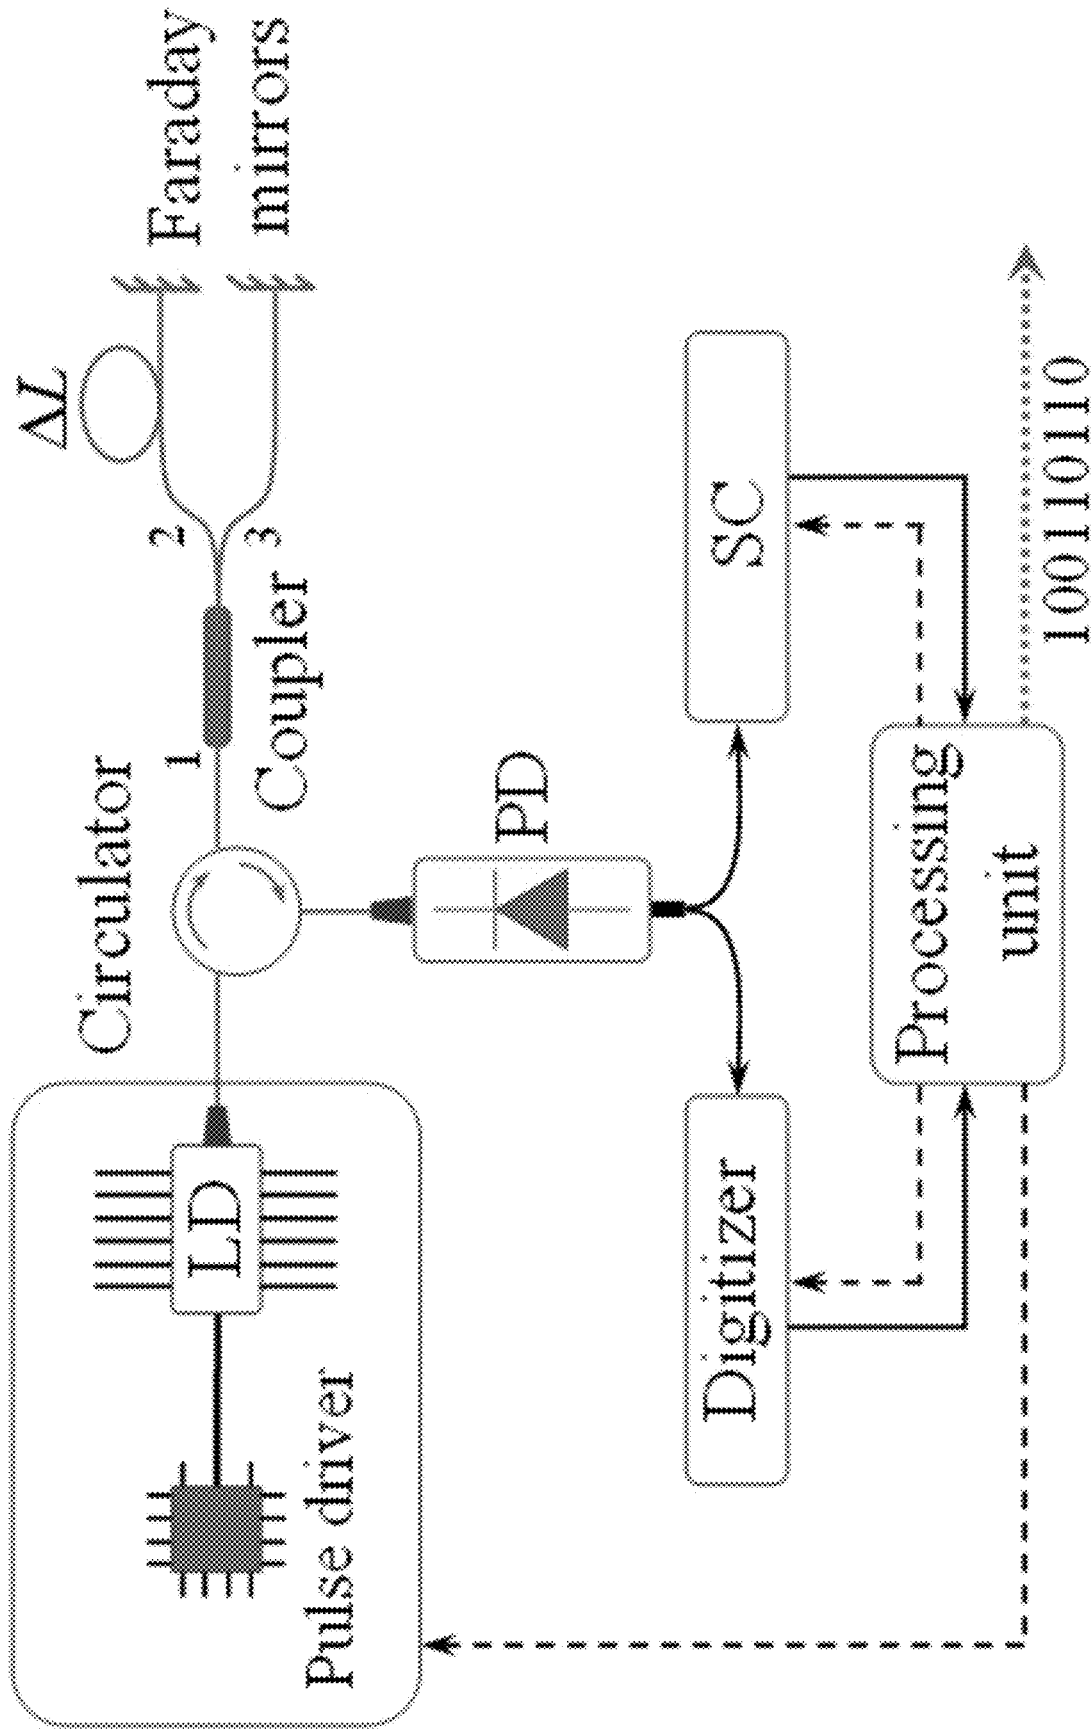 Circulator
ΔL
Faraday
mirrors
1
2
3
Coupler
LD
Pulse driver
PD
Digitizer
SC
Processing
unit
100110110